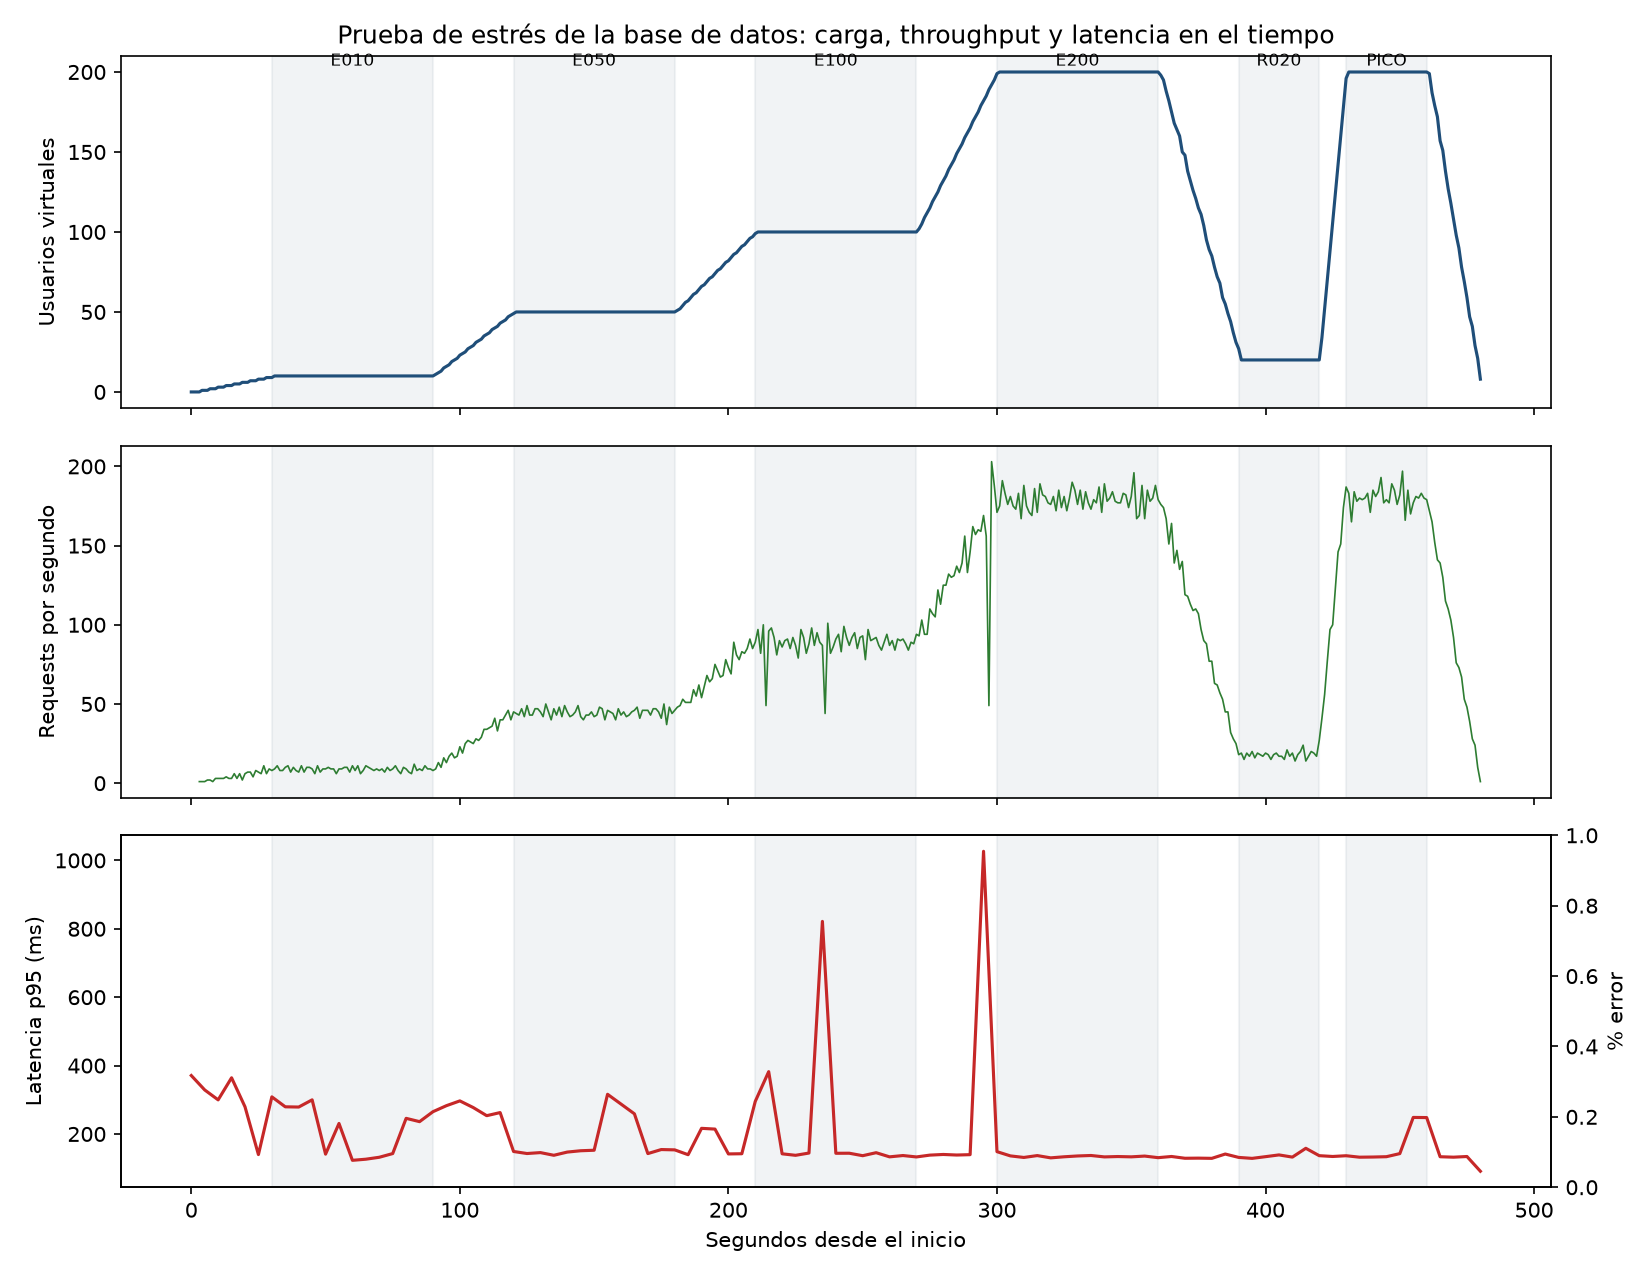 Prueba de estrés de la base de datos: carga, throughput y latencia en el tiempo
E010 E050 E100 E200 R020 PICO
Usuarios virtuales
200
150
100
50
0
Requests por segundo
200
150
100
50
0
Latencia p95 (ms)
1000
800
600
400
200
% error
1.0
0.8
0.6
0.4
0.2
0.0
0 100 200 300 400 500
Segundos desde el inicio